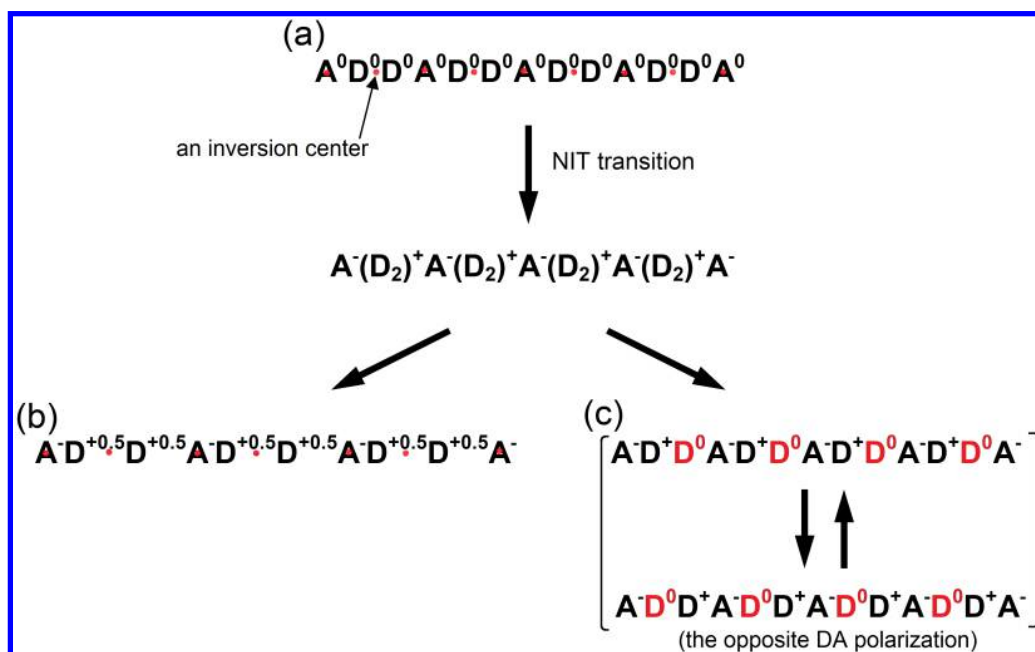 (a)
A⁰D⁰D⁰A⁰D⁰D⁰A⁰D⁰D⁰A⁰D⁰D⁰A⁰
an inversion center
NIT transition
A⁻(D₂)⁺A⁻(D₂)⁺A⁻(D₂)⁺A⁻(D₂)⁺A⁻
(b)
A⁻D⁺⁰·⁵D⁺⁰·⁵A⁻D⁺⁰·⁵D⁺⁰·⁵A⁻D⁺⁰·⁵D⁺⁰·⁵A⁻
(c)
A⁻D⁺D⁰A⁻D⁺D⁰A⁻D⁺D⁰A⁻D⁺D⁰A⁻
A⁻D⁰D⁺A⁻D⁰D⁺A⁻D⁰D⁺A⁻D⁰D⁺A⁻
(the opposite DA polarization)